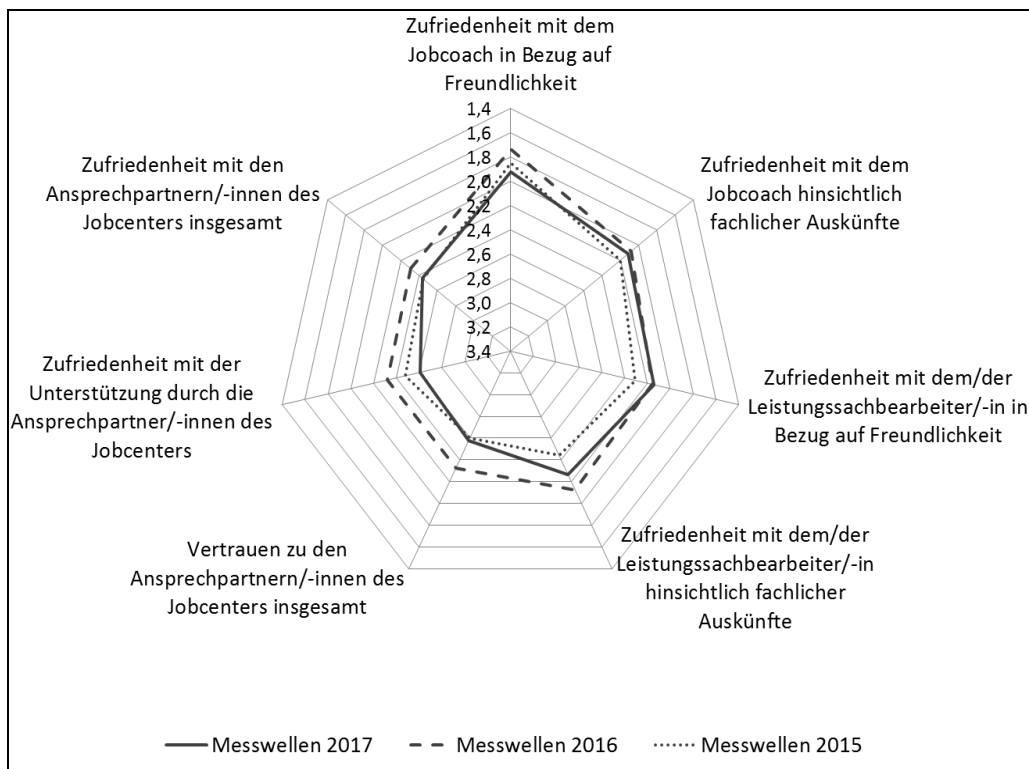 Zufriedenheit mit dem
Jobcoach in Bezug auf
Freundlichkeit
1,4
1,6
1,8
2,0
2,2
2,4
2,6
2,8
3,0
3,2
3,4
Zufriedenheit mit dem
Jobcoach hinsichtlich
fachlicher Auskünfte
Zufriedenheit mit dem/der
Leistungssachbearbeiter/-in in
Bezug auf Freundlichkeit
Zufriedenheit mit dem/der
Leistungssachbearbeiter/-in
hinsichtlich fachlicher
Auskünfte
Vertrauen zu den
Ansprechpartnern/-innen des
Jobcenters insgesamt
Zufriedenheit mit der
Unterstützung durch die
Ansprechpartner/-innen des
Jobcenters
Zufriedenheit mit den
Ansprechpartnern/-innen des
Jobcenters insgesamt
Messwellen 2017
Messwellen 2016
Messwellen 2015